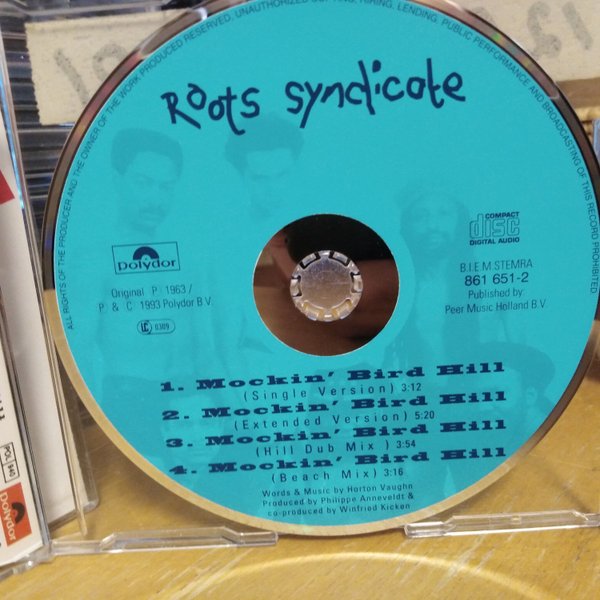 ALL RIGHTS OF THE PRODUCER AND THE OWNER OF THE WORK PRODUCED RESERVED. UNAUTHORIZED COPYING, HIRING, LENDING, PUBLIC PERFORMANCE AND BROADCASTING OF THIS RECORD PROHIBITED
Roots syndicate
Polydor
COMPACT
disc
DIGITAL AUDIO
Original P 1963 /
P & C 1993 Polydor B.V.
LC 0309
B.I.E.M STEMRA
861 651-2
Published by:
Peer Music Holland B.V.
1. Mockin' Bird Hill
(Single Version) 3:12
2. Mockin' Bird Hill
(Extended Version) 5:20
3. Mockin' Bird Hill
(Hill Dub Mix ) 3:54
4. Mockin' Bird Hill
(Beach Mix) 3:16
Words & Music by Horton Vaughn
Produced by Philippe Anneveldt &
co-produced by Winfried Kicken
POL 940
Polydor